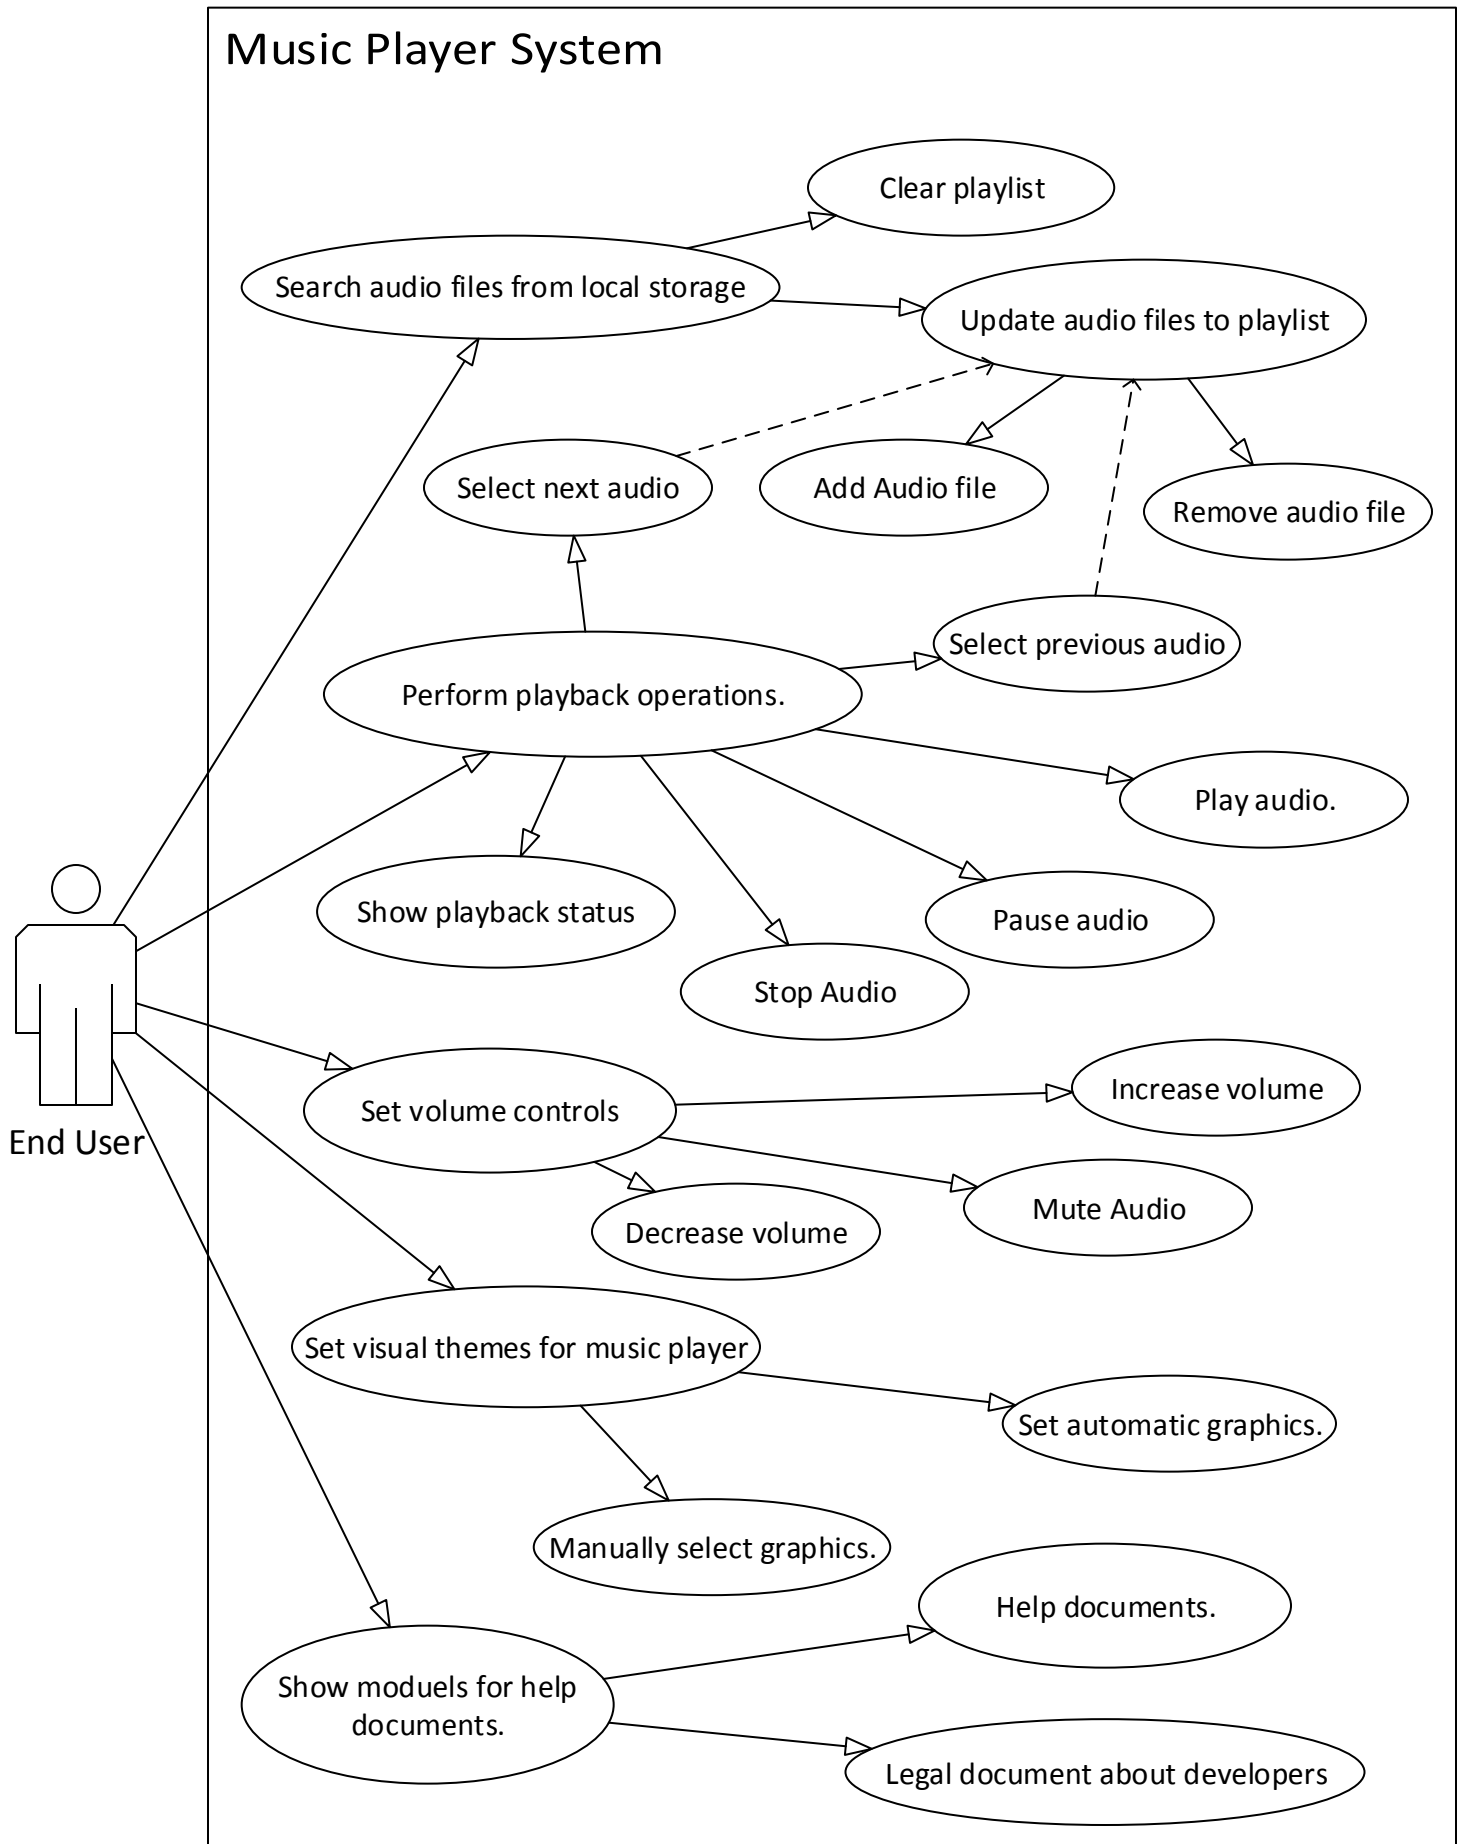 Music Player System
Clear playlist
Search audio files from local storage
Update audio files to playlist
Select next audio
Add Audio file
Remove audio file
Select previous audio
Perform playback operations.
Play audio.
Show playback status
Pause audio
Stop Audio
Increase volume
Set volume controls
End User
Mute Audio
Decrease volume
Set visual themes for music player
Set automatic graphics.
Manually select graphics.
Help documents.
Show moduels for help
documents.
Legal document about developers